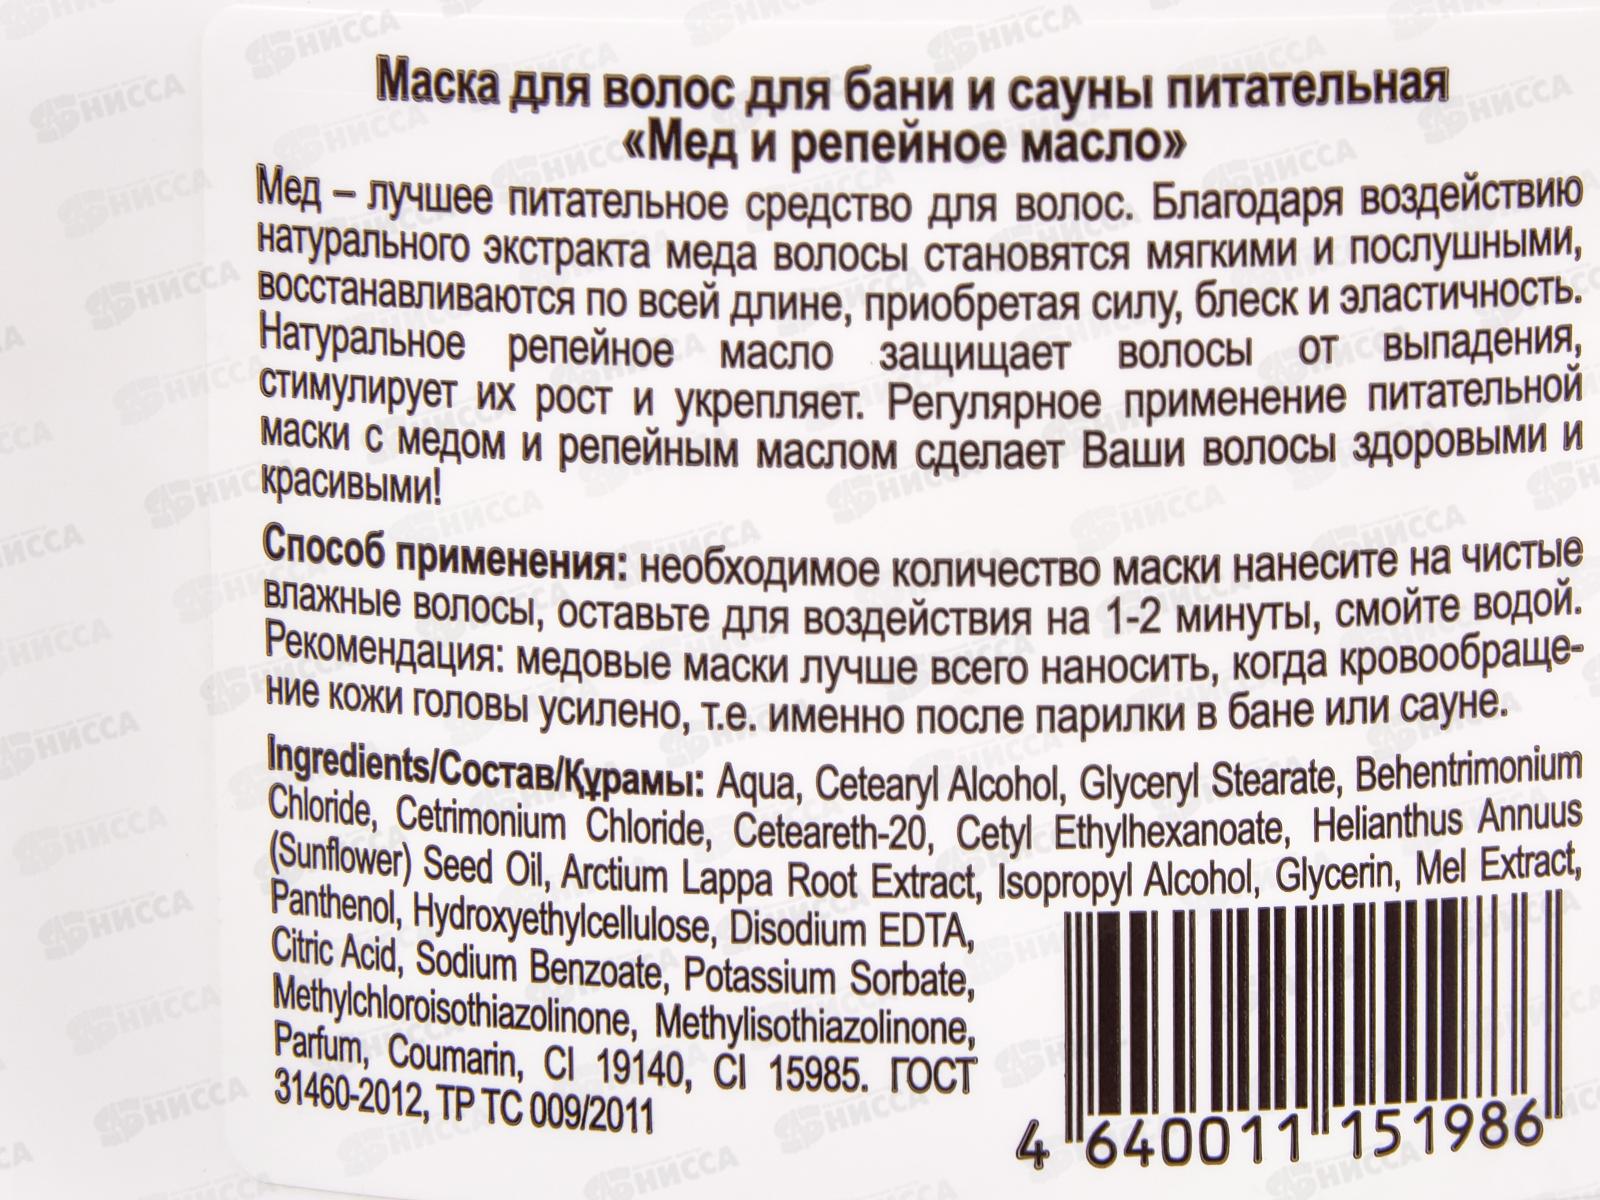 Маска для волос для бани и сауны питательная
«Мед и репейное масло»
Мед – лучшее питательное средство для волос. Благодаря воздействию
натурального экстракта меда волосы становятся мягкими и послушными,
восстанавливаются по всей длине, приобретая силу, блеск и эластичность.
Натуральное репейное масло защищает волосы от выпадения,
стимулирует их рост и укрепляет. Регулярное применение питательной
маски с медом и репейным маслом сделает Ваши волосы здоровыми и
красивыми!
Способ применения: необходимое количество маски нанесите на чистые
влажные волосы, оставьте для воздействия на 1-2 минуты, смойте водой.
Рекомендация: медовые маски лучше всего наносить, когда кровообраще-
ние кожи головы усилено, т.е. именно после парилки в бане или сауне.
Ingredients/Состав/Құрамы: Aqua, Cetearyl Alcohol, Glyceryl Stearate, Behentrimonium
Chloride, Cetrimonium Chloride, Ceteareth-20, Cetyl Ethylhexanoate, Helianthus Annuus
(Sunflower) Seed Oil, Arctium Lappa Root Extract, Isopropyl Alcohol, Glycerin, Mel Extract,
Panthenol, Hydroxyethylcellulose, Disodium EDTA,
Citric Acid, Sodium Benzoate, Potassium Sorbate,
Methylchloroisothiazolinone, Methylisothiazolinone,
Parfum, Coumarin, CI 19140, CI 15985. ГОСТ
31460-2012, ТР ТС 009/2011
4 640011 151986
НИССА